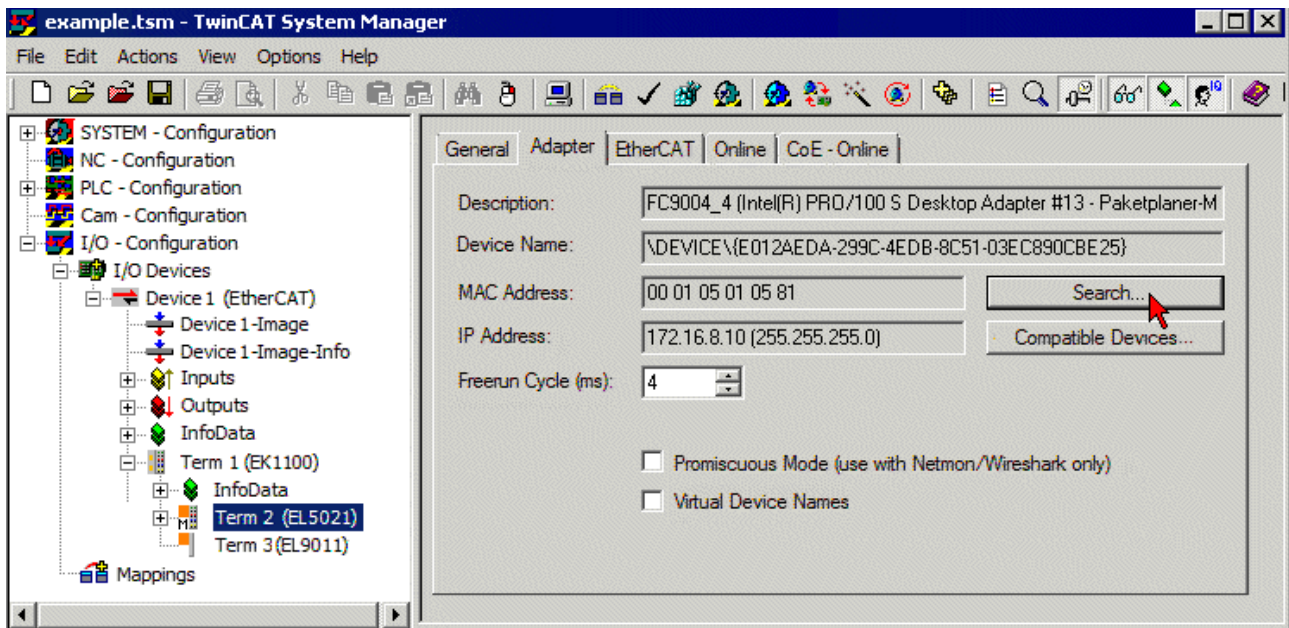 example.tsm - TwinCAT System Manager
File Edit Actions View Options Help
SYSTEM - Configuration
NC - Configuration
PLC - Configuration
Cam - Configuration
I/O - Configuration
I/O Devices
Device 1 (EtherCAT)
Device 1-Image
Device 1-Image-Info
Inputs
Outputs
InfoData
Term 1 (EK1100)
InfoData
Term 2 (EL5021)
Term 3(EL9011)
Mappings
General Adapter EtherCAT Online CoE - Online
Description: FC9004_4 (Intel(R) PRO/100 S Desktop Adapter #13 - Paketplaner-M
Device Name: \DEVICE\{E012AEDA-299C-4EDB-8C51-03EC890CBE25}
MAC Address: 00 01 05 01 05 81 Search...
IP Address: 172.16.8.10 (255.255.255.0) Compatible Devices...
Freerun Cycle (ms): 4
Promiscuous Mode (use with Netmon/Wireshark only)
Virtual Device Names